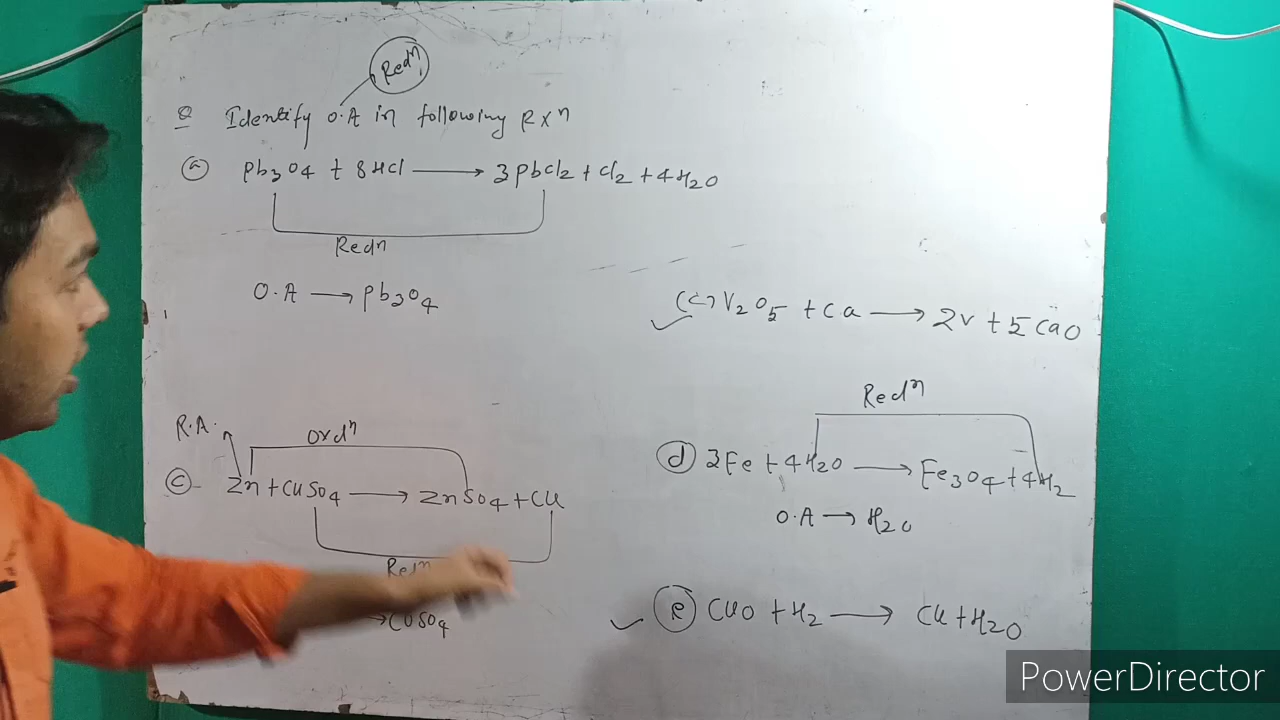 Redⁿ
Q Identify O.A in following Rxⁿ
(a) Pb3O4 + 8HCl ⟶ 3PbCl2 + Cl2 + 4H2O
Redn
O.A ⟶ Pb3O4
(c) V2O5 + Ca ⟶ 2V + 5CaO
R.A.
Oxdⁿ
(c) Zn + CuSO4 ⟶ ZnSO4 + Cu
Redn
→ CuSO4
Redⁿ
(d) 3Fe + 4H2O ⟶ Fe3O4 + 4H2
O.A ⟶ H2O
(e) CuO + H2 ⟶ Cu + H2O
PowerDirector